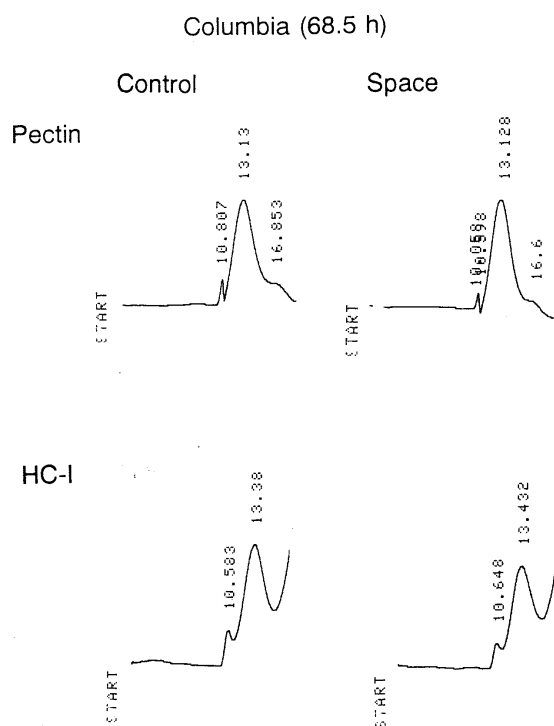 Columbia (68.5 h)
Control
Space
Pectin
10.807
13.13
16.853
START
13.128
16.6
START
HC-I
10.583
13.38
START
10.648
13.432
START